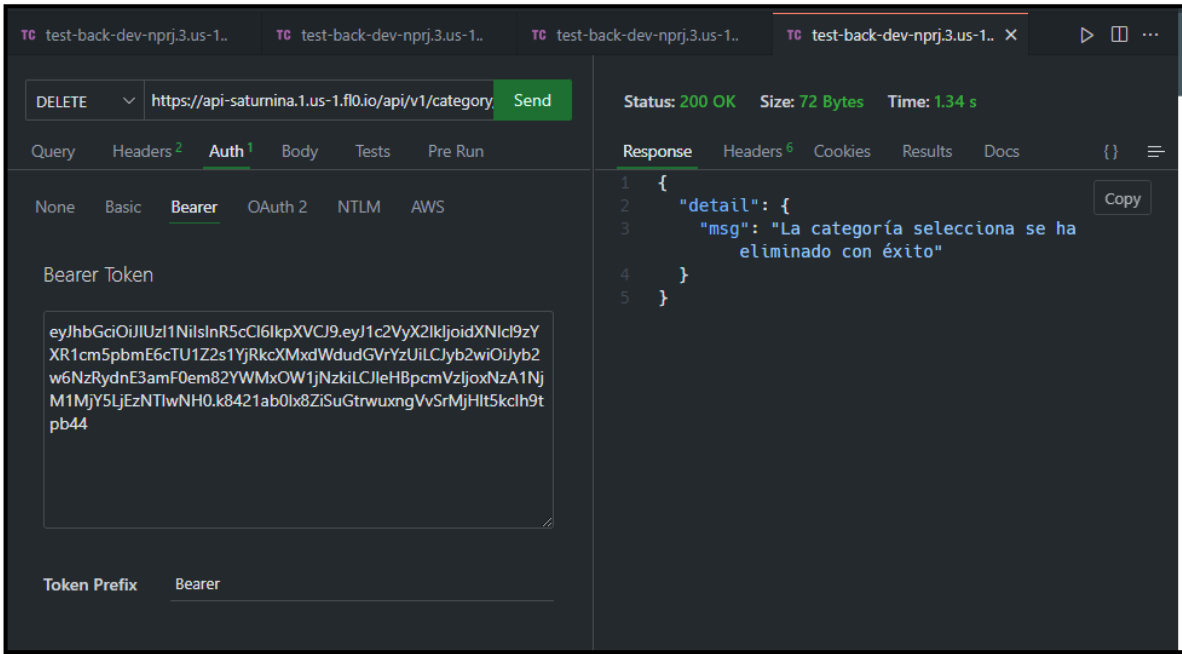 TC test-back-dev-nprj.3.us-1.. TC test-back-dev-nprj.3.us-1.. TC test-back-dev-nprj.3.us-1.. TC test-back-dev-nprj.3.us-1.. X
DELETE https://api-saturnina.1.us-1.fl0.io/api/v1/category Send
Query Headers 2 Auth 1 Body Tests Pre Run
None Basic Bearer OAuth 2 NTLM AWS
Bearer Token
eyJhbGciOiJIUzI1NiIsInR5cCI6IkpXVCJ9.eyJ1c2VyX2lkIjoidXNlcl9zY
XR1cm5pbmE6cTU1Z2s1YjRkcXMxdWdudGVrYzUiLCJyb2wiOiJyb2
w6NzRydnE3amF0em82YWMxOW1jNzkiLCJleHBpcmVzIjoxNzA1Nj
M1MjY5LjEzNTIwNH0.k8421ab0Ix8ZiSuGtrwuxngVvSrMjHlt5kclh9t
pb44
Token Prefix Bearer
Status: 200 OK Size: 72 Bytes Time: 1.34 s
Response Headers 6 Cookies Results Docs {}
Copy
1 {
2 "detail": {
3 "msg": "La categoría selecciona se ha
eliminado con éxito"
4 }
5 }